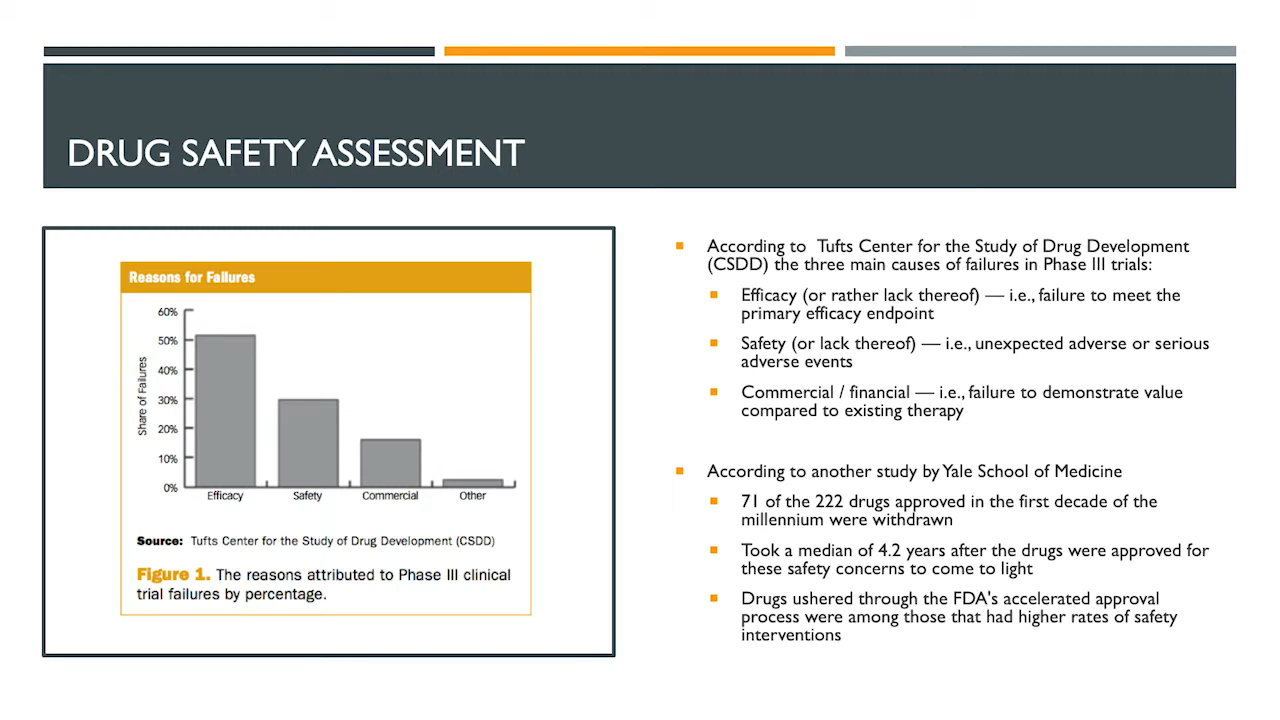 DRUG SAFETY ASSESSMENT
Reasons for Failures
60%
50%
40%
30%
20%
10%
0%
Share of Failures
Efficacy Safety Commercial Other
Source: Tufts Center for the Study of Drug Development (CSDD)
Figure 1. The reasons attributed to Phase III clinical
trial failures by percentage.
According to Tufts Center for the Study of Drug Development
(CSDD) the three main causes of failures in Phase III trials:
Efficacy (or rather lack thereof) — i.e., failure to meet the
primary efficacy endpoint
Safety (or lack thereof) — i.e., unexpected adverse or serious
adverse events
Commercial / financial — i.e., failure to demonstrate value
compared to existing therapy
According to another study by Yale School of Medicine
71 of the 222 drugs approved in the first decade of the
millennium were withdrawn
Took a median of 4.2 years after the drugs were approved for
these safety concerns to come to light
Drugs ushered through the FDA's accelerated approval
process were among those that had higher rates of safety
interventions